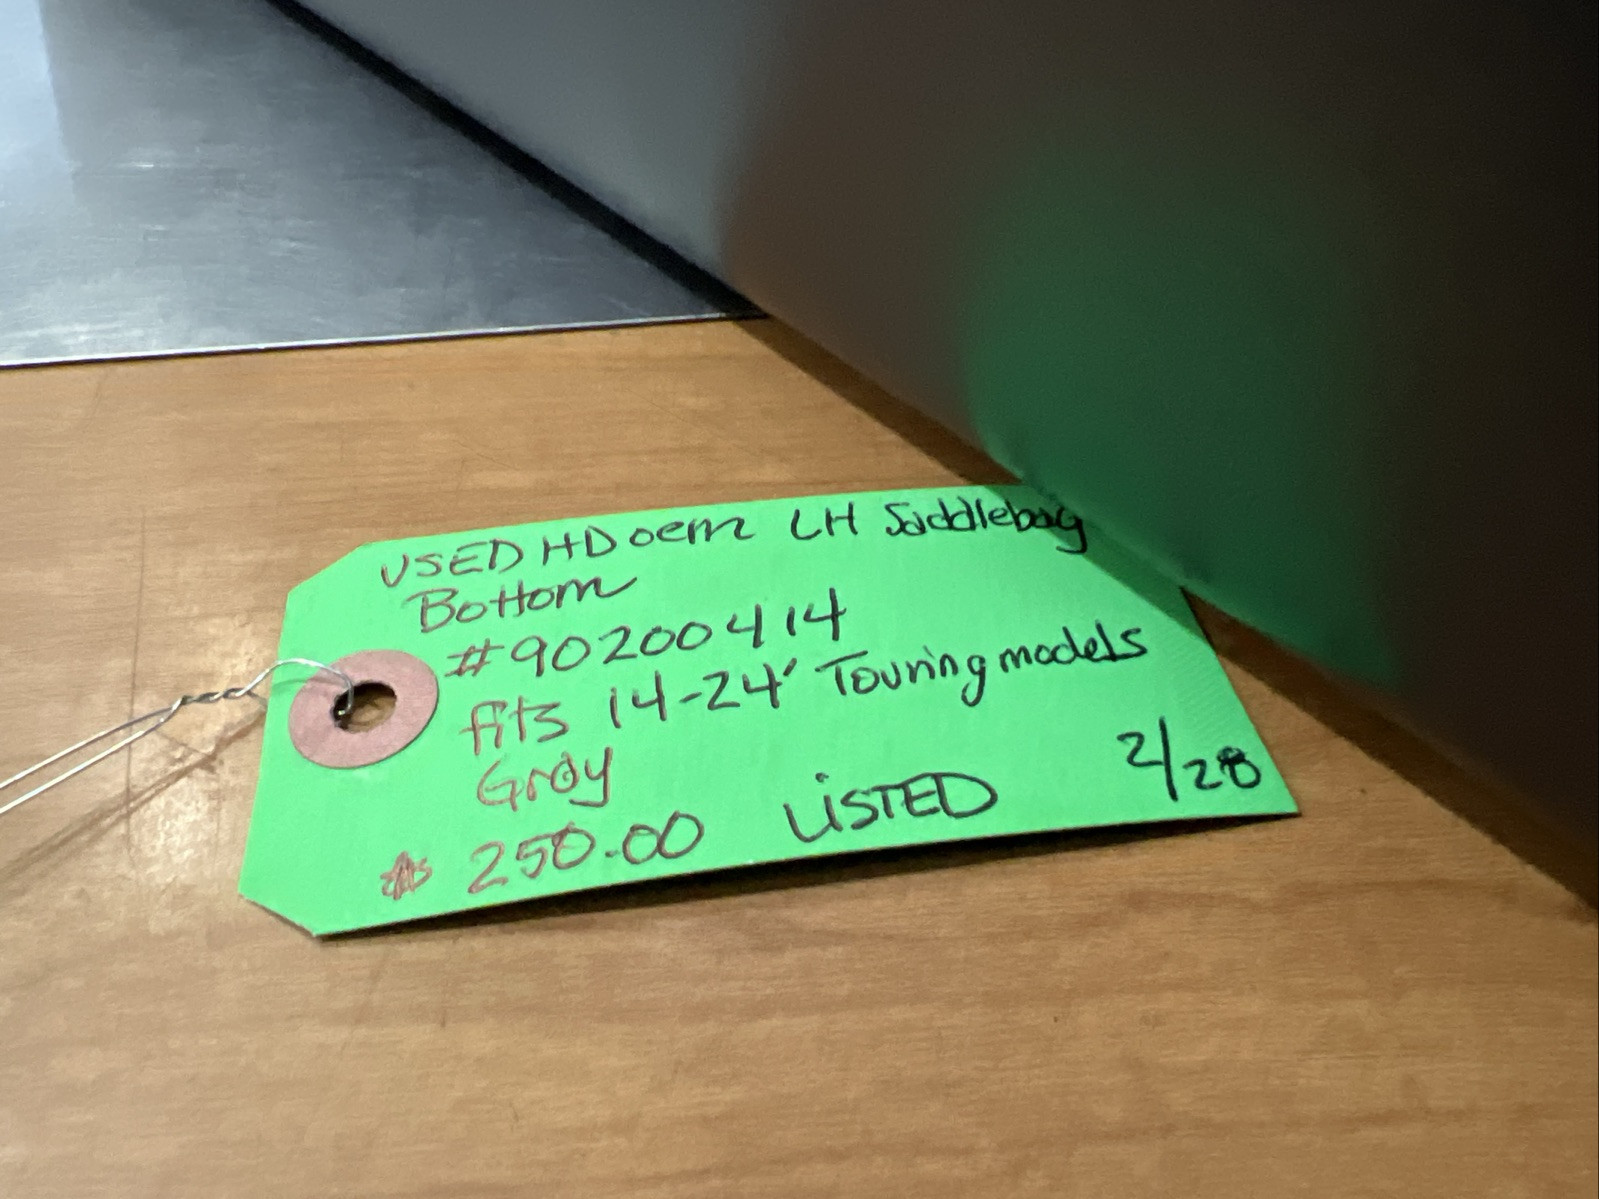 USED HD oem LH Saddlebag
Bottom
#90200414
fits 14-24' Touring models
Gray
$ 250.00 LiSTED 2/28